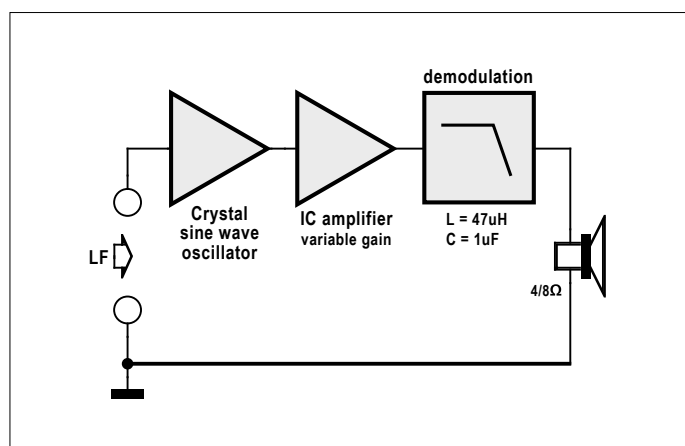 demodulation
Crystal
sine wave
oscillator
IC amplifier
variable gain
L = 47uH
C = 1uF
LF
4/8Ω